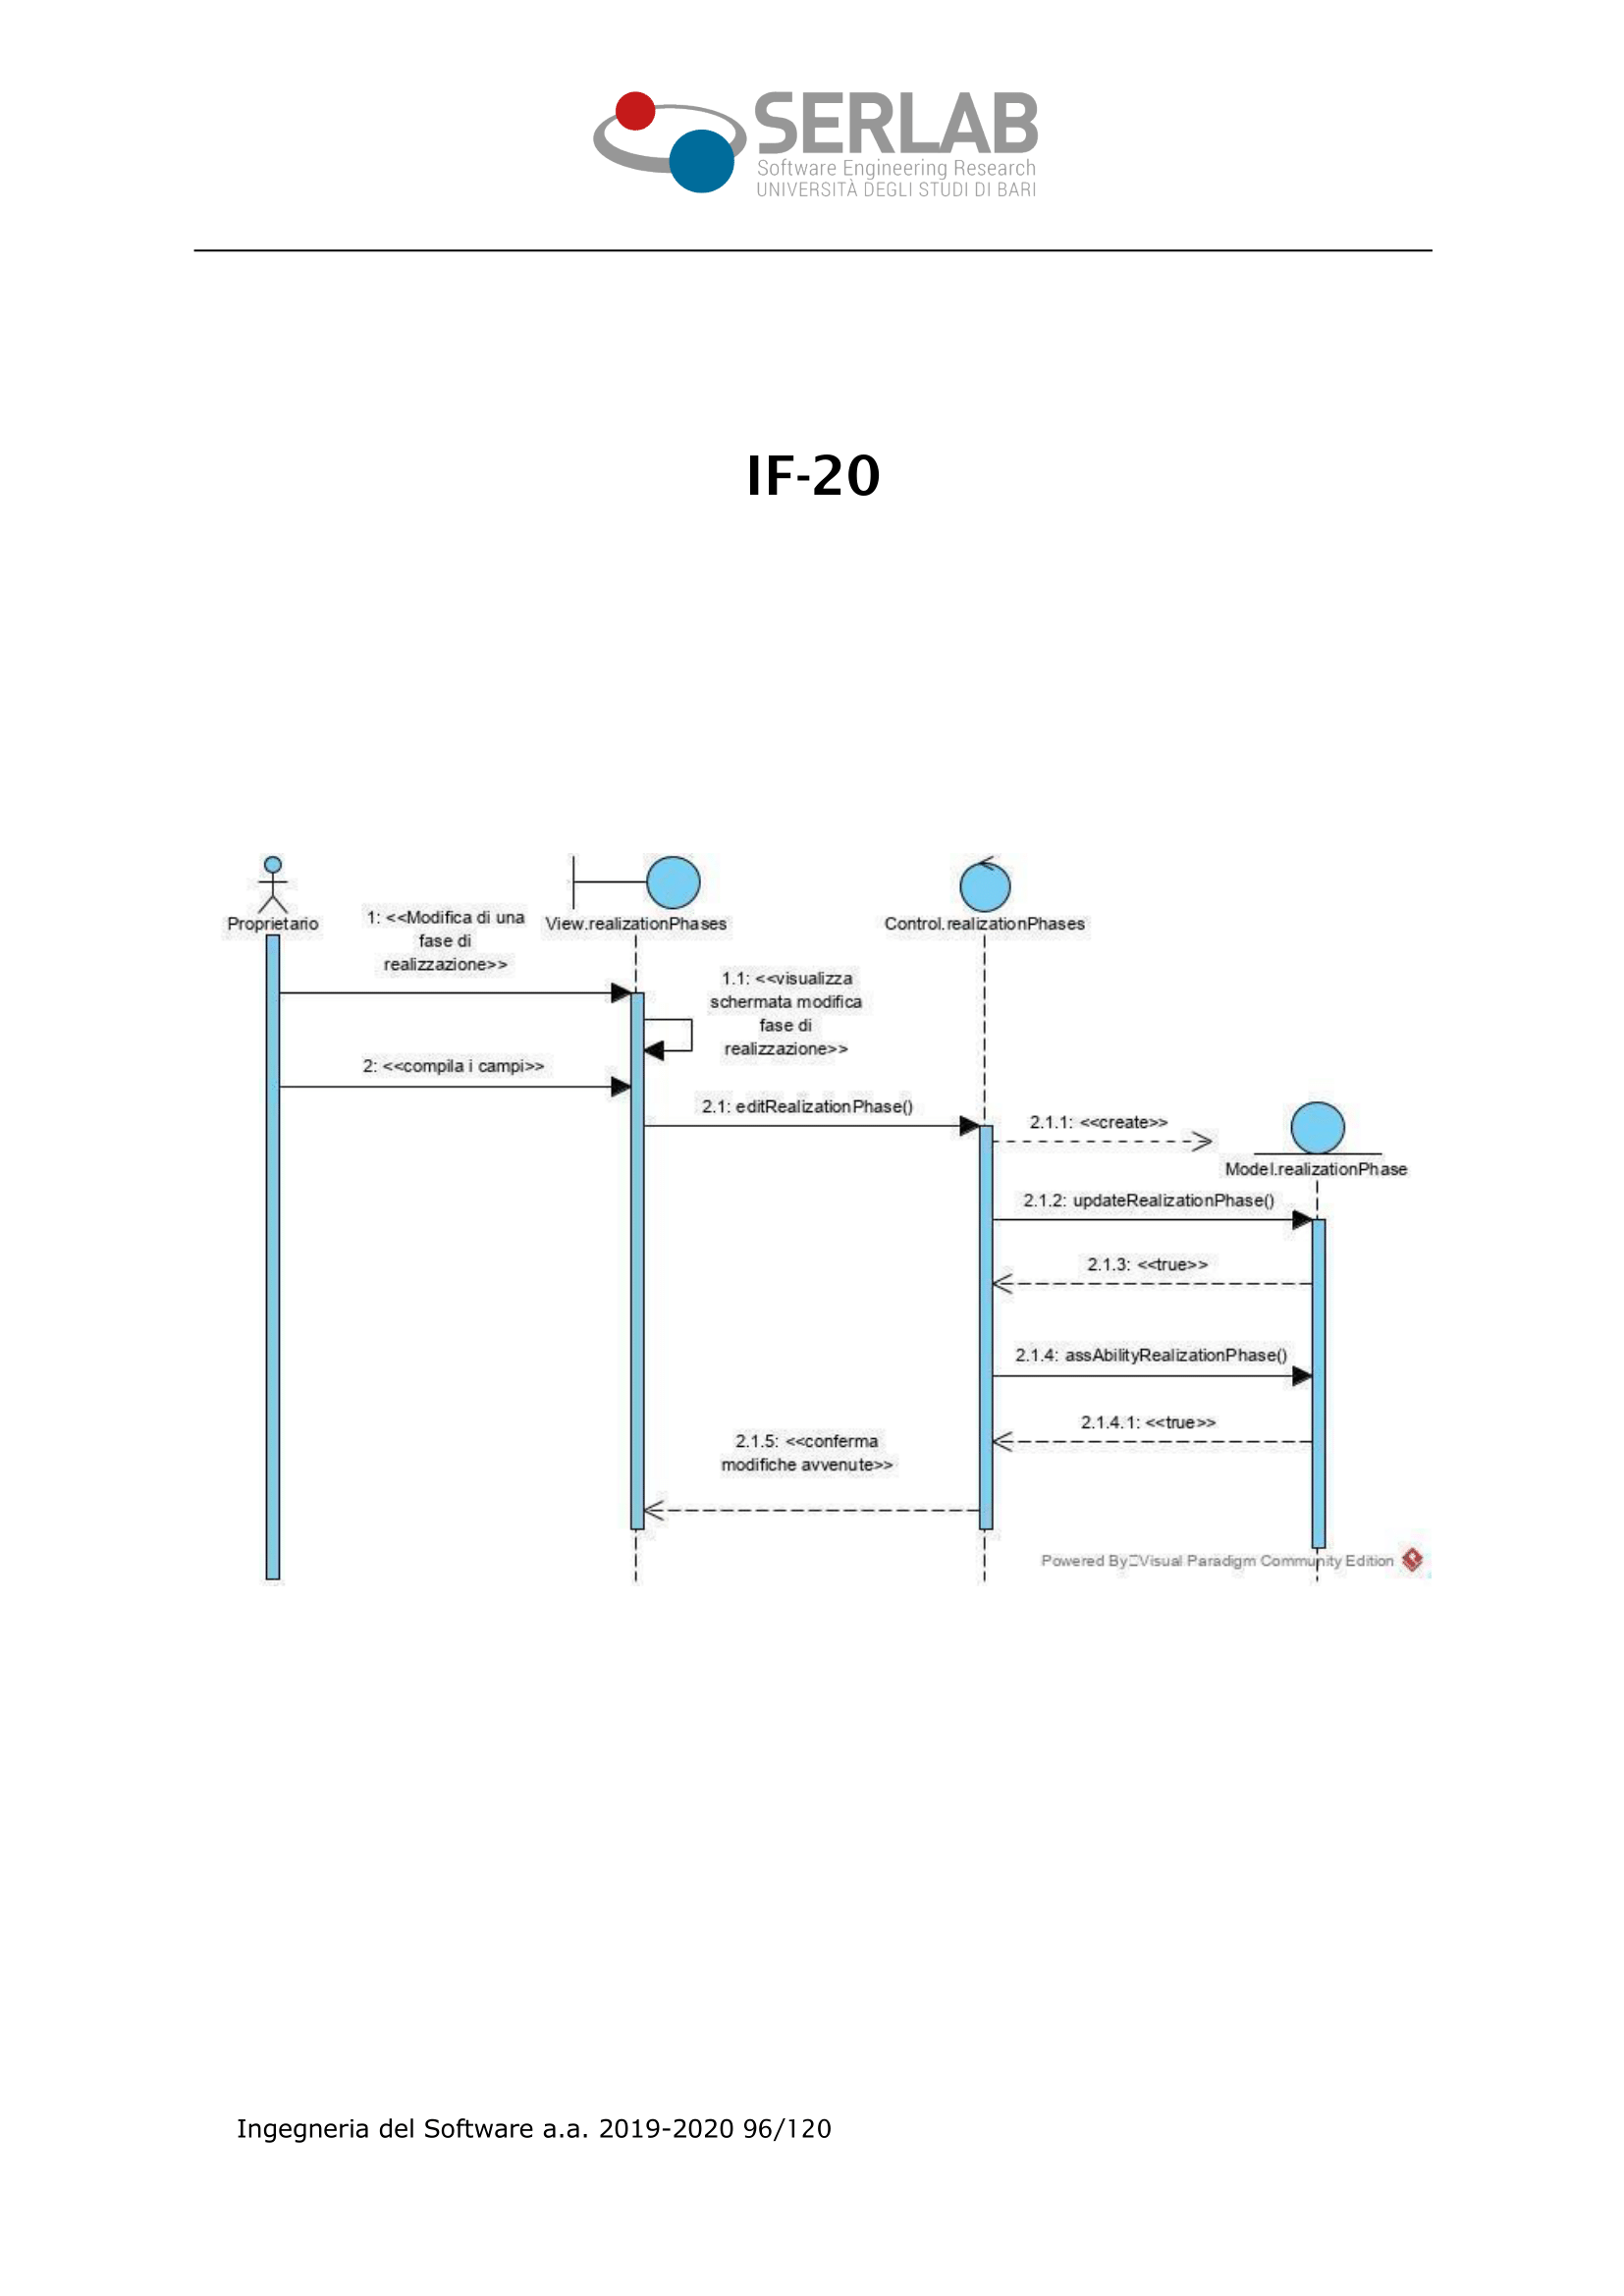 SERLAB
Software Engineering Research
UNIVERSITÀ DEGLI STUDI DI BARI
IF-20
Proprietario
1: <<Modifica di una
fase di
realizzazione>>
View.realizationPhases
Control.realizationPhases
1.1: <<visualizza
schermata modifica
fase di
realizzazione>>
2: <<compila i campi>>
2.1: editRealizationPhase()
2.1.1: <<create>>
Model.realizationPhase
2.1.2: updateRealizationPhase()
2.1.3: <<true>>
2.1.4: assAbilityRealizationPhase()
2.1.4.1: <<true>>
2.1.5: <<conferma
modifiche avvenute>>
Powered By Visual Paradigm Community Edition
Ingegneria del Software a.a. 2019-2020 96/120